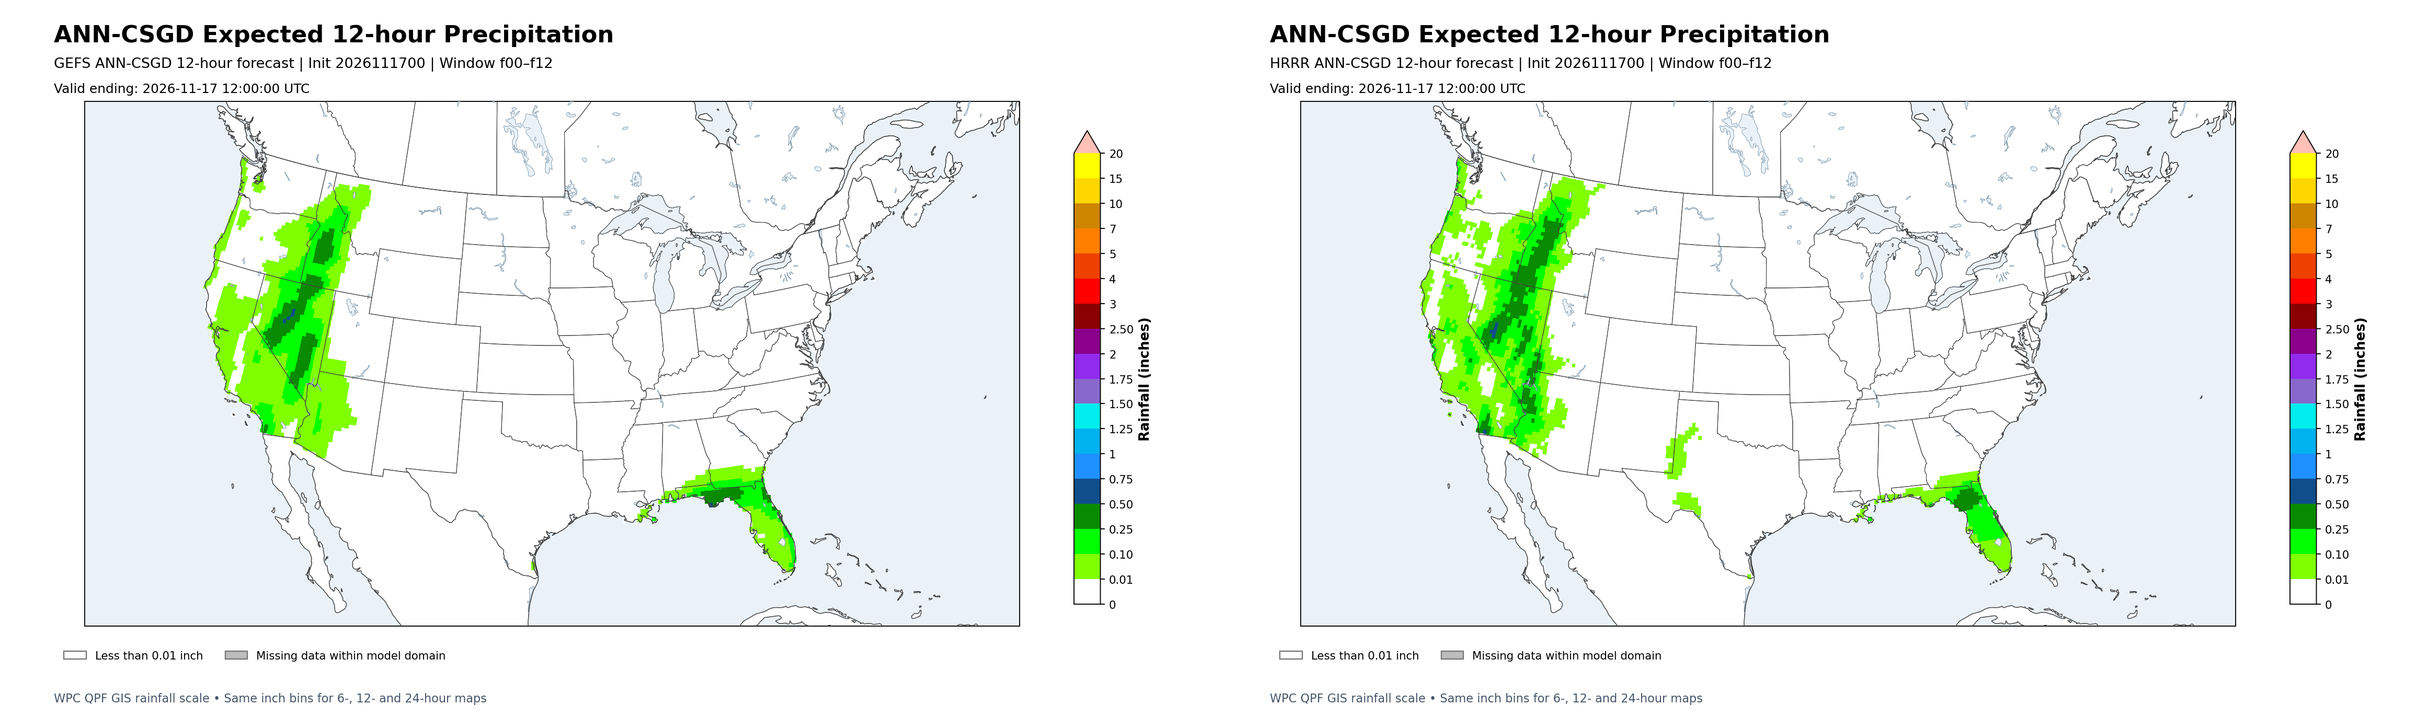 ANN-CSGD Expected 12-hour Precipitation
GEFS ANN-CSGD 12-hour forecast | Init 2026111700 | Window f00–f12
Valid ending: 2026-11-17 12:00:00 UTC
20
15
10
7
5
4
3
2.50
2
1.75
1.50
1.25
1
0.75
0.50
0.25
0.10
0.01
0
Rainfall (inches)
Less than 0.01 inch
Missing data within model domain
WPC QPF GIS rainfall scale • Same inch bins for 6-, 12- and 24-hour maps
ANN-CSGD Expected 12-hour Precipitation
HRRR ANN-CSGD 12-hour forecast | Init 2026111700 | Window f00–f12
Valid ending: 2026-11-17 12:00:00 UTC
20
15
10
7
5
4
3
2.50
2
1.75
1.50
1.25
1
0.75
0.50
0.25
0.10
0.01
0
Rainfall (inches)
Less than 0.01 inch
Missing data within model domain
WPC QPF GIS rainfall scale • Same inch bins for 6-, 12- and 24-hour maps